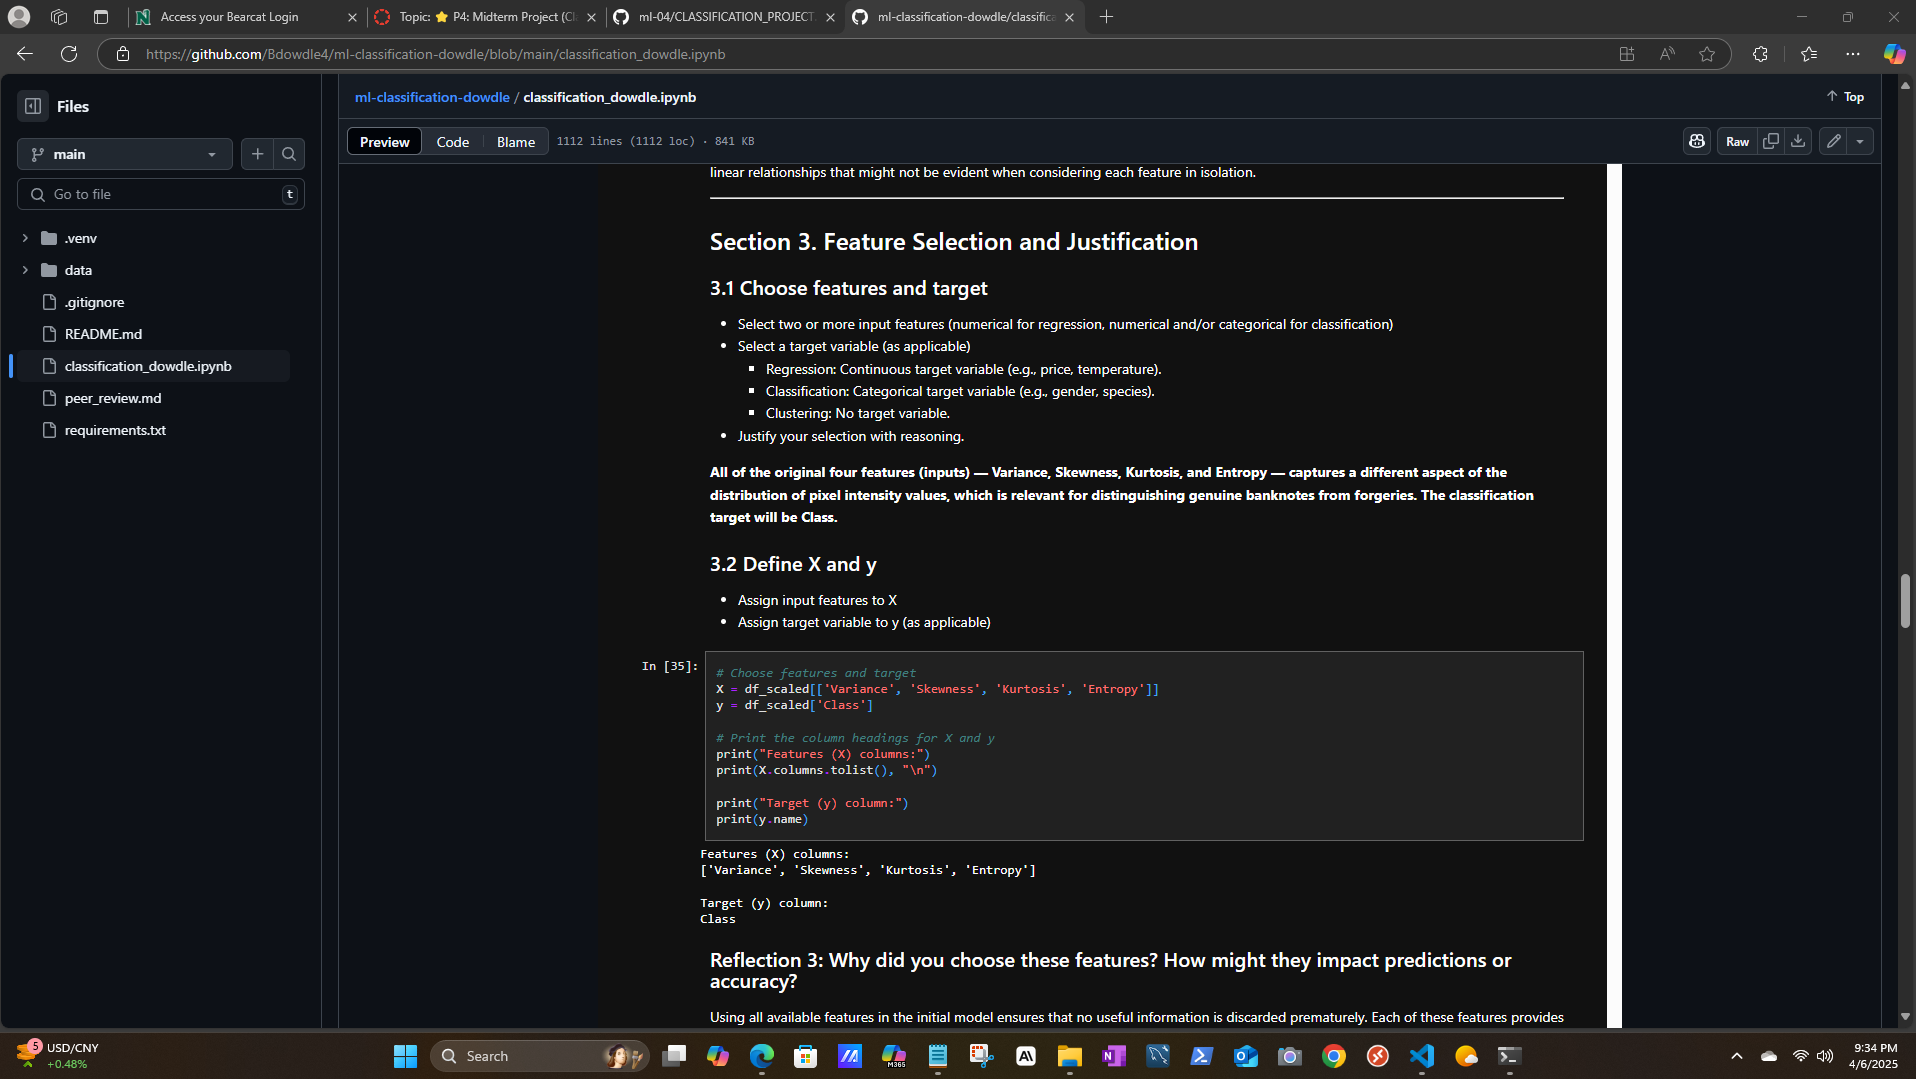 Access your Bearcat Login
Topic: ⭐ P4: Midterm Project (Cl
ml-04/CLASSIFICATION_PROJECT.
ml-classification-dowdle/classific
https://github.com/Bdowdle4/ml-classification-dowdle/blob/main/classification_dowdle.ipynb
Files
main
Go to file
t
.venv
data
.gitignore
README.md
classification_dowdle.ipynb
peer_review.md
requirements.txt
ml-classification-dowdle / classification_dowdle.ipynb
Top
Preview
Code
Blame
1112 lines (1112 loc) · 841 KB
Raw
linear relationships that might not be evident when considering each feature in isolation.
Section 3. Feature Selection and Justification
3.1 Choose features and target
• Select two or more input features (numerical for regression, numerical and/or categorical for classification)
• Select a target variable (as applicable)
▪ Regression: Continuous target variable (e.g., price, temperature).
▪ Classification: Categorical target variable (e.g., gender, species).
▪ Clustering: No target variable.
• Justify your selection with reasoning.
All of the original four features (inputs) — Variance, Skewness, Kurtosis, and Entropy — captures a different aspect of the
distribution of pixel intensity values, which is relevant for distinguishing genuine banknotes from forgeries. The classification
target will be Class.
3.2 Define X and y
• Assign input features to X
• Assign target variable to y (as applicable)
In [35]:
# Choose features and target
X = df_scaled[['Variance', 'Skewness', 'Kurtosis', 'Entropy']]
y = df_scaled['Class']
# Print the column headings for X and y
print("Features (X) columns:")
print(X.columns.tolist(), "\n")
print("Target (y) column:")
print(y.name)
Features (X) columns:
['Variance', 'Skewness', 'Kurtosis', 'Entropy']
Target (y) column:
Class
Reflection 3: Why did you choose these features? How might they impact predictions or
accuracy?
Using all available features in the initial model ensures that no useful information is discarded prematurely. Each of these features provides
5
USD/CNY
+0.48%
Search
M365
9:34 PM
4/6/2025